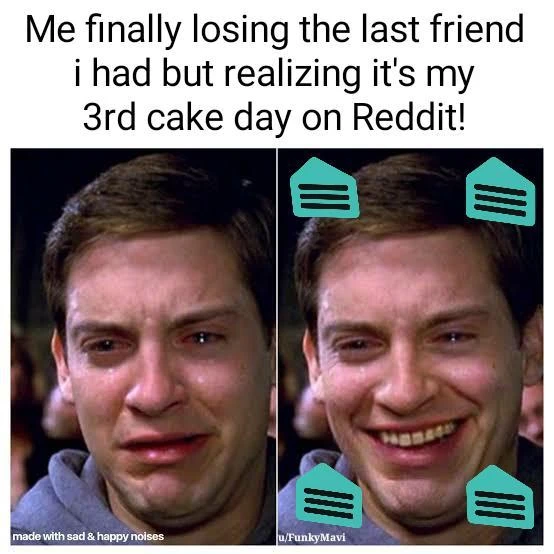 Me finally losing the last friend
i had but realizing it's my
3rd cake day on Reddit!
made with sad & happy noises
u/FunkyMavi